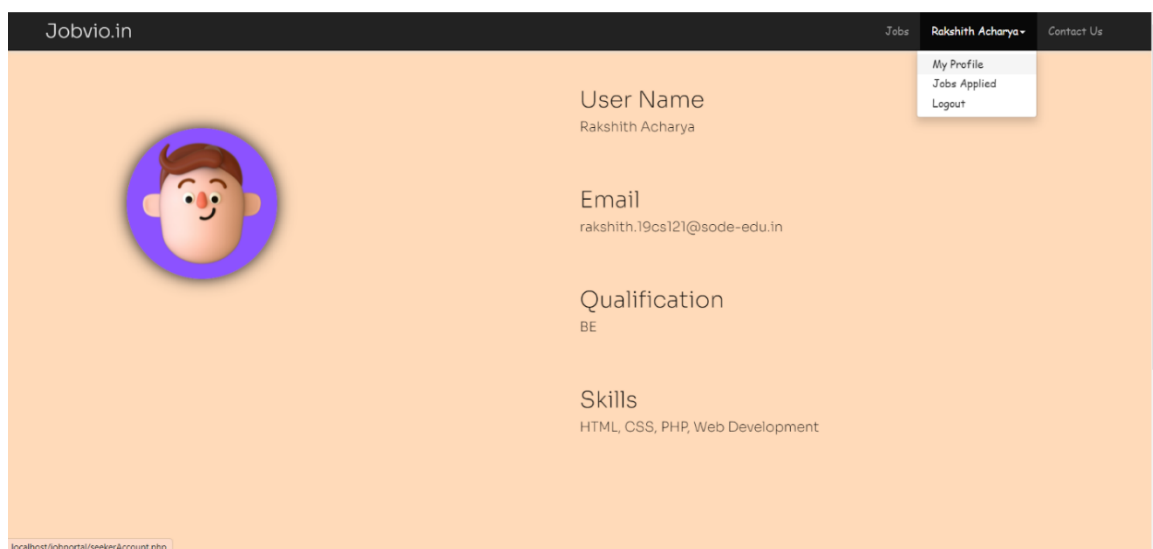 Jobvio.in
Jobs
Rakshith Acharya
Contact Us
My Profile
Jobs Applied
Logout
User Name
Rakshith Acharya
Email
rakshith.19cs121@sode-edu.in
Qualification
BE
Skills
HTML, CSS, PHP, Web Development
localhost/jobportal/seekerAccount.php